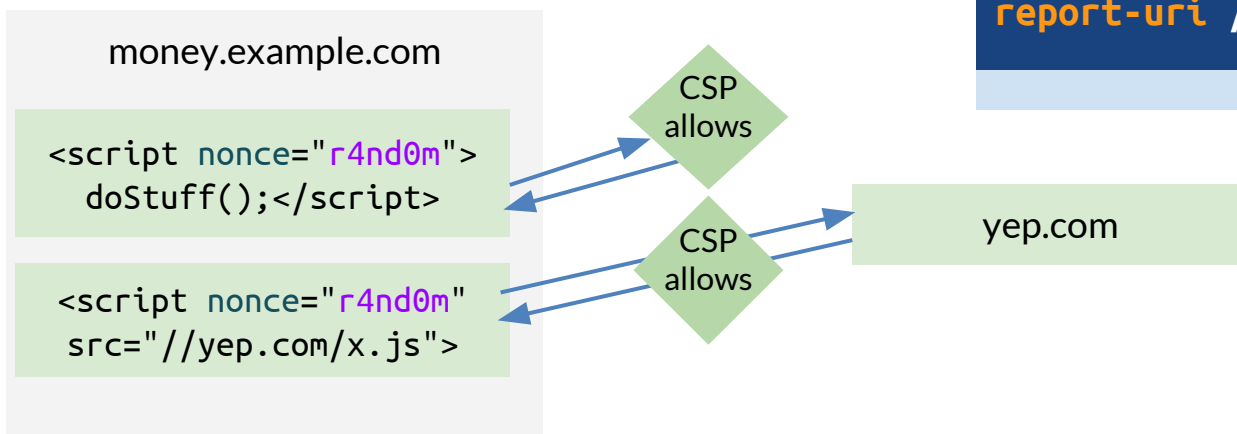 report-uri /
money.example.com
<script nonce="r4nd0m">
doStuff();</script>
<script nonce="r4nd0m"
src="//yep.com/x.js">
CSP
allows
CSP
allows
yep.com